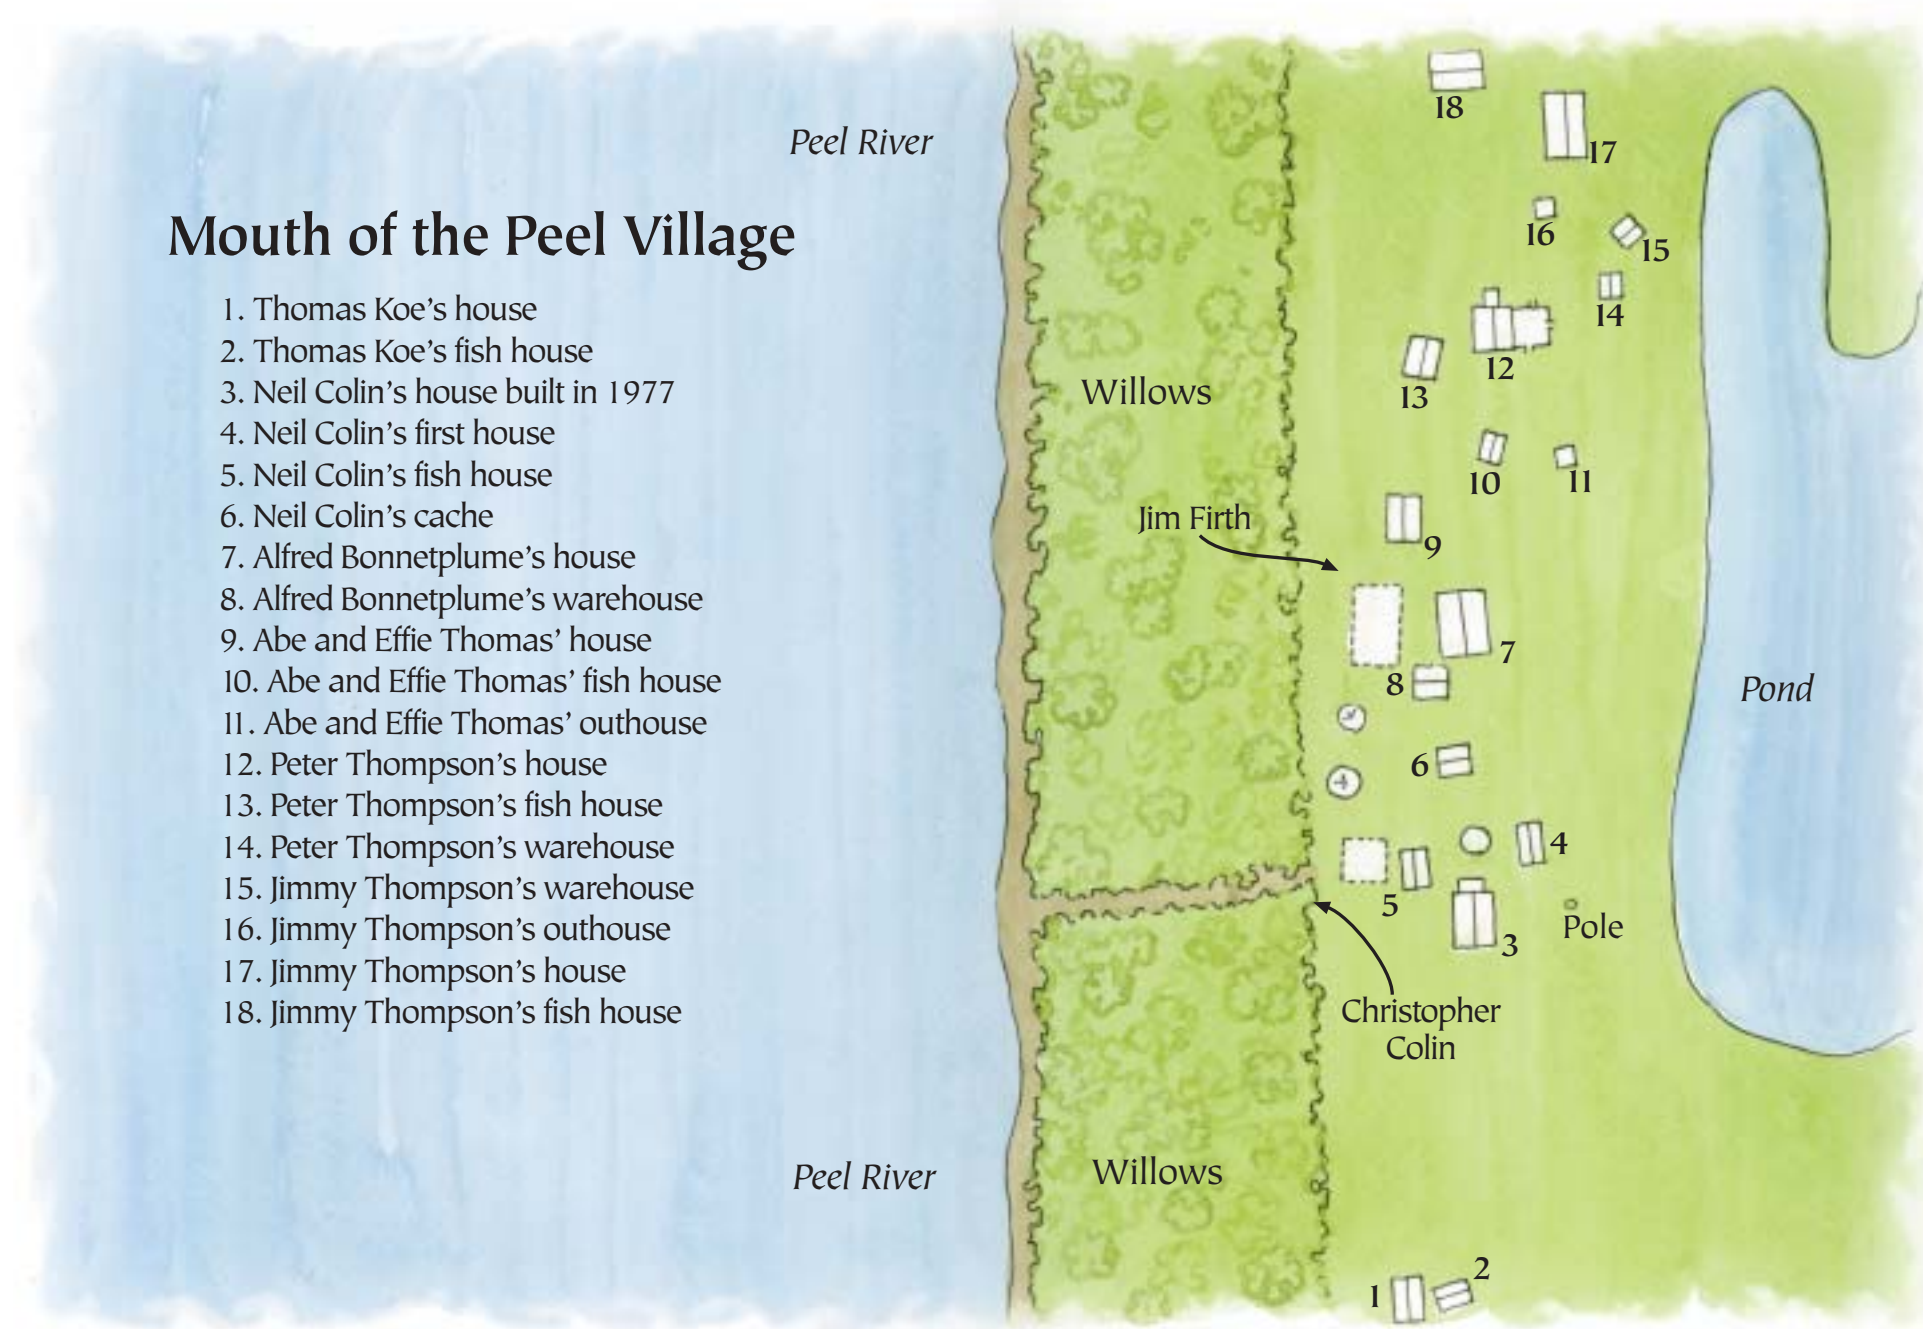 Peel River
Mouth of the Peel Village
1. Thomas Koe's house
2. Thomas Koe's fish house
3. Neil Colin's house built in 1977
4. Neil Colin's first house
5. Neil Colin's fish house
6. Neil Colin's cache
7. Alfred Bonnetplume's house
8. Alfred Bonnetplume's warehouse
9. Abe and Effie Thomas' house
10. Abe and Effie Thomas' fish house
11. Abe and Effie Thomas' outhouse
12. Peter Thompson's house
13. Peter Thompson's fish house
14. Peter Thompson's warehouse
15. Jimmy Thompson's warehouse
16. Jimmy Thompson's outhouse
17. Jimmy Thompson's house
18. Jimmy Thompson's fish house
Peel River
18
17
16
15
14
12
13
Willows
10
11
Jim Firth
9
7
8
Pond
6
4
5
Pole
3
Christopher
Colin
Willows
2
1